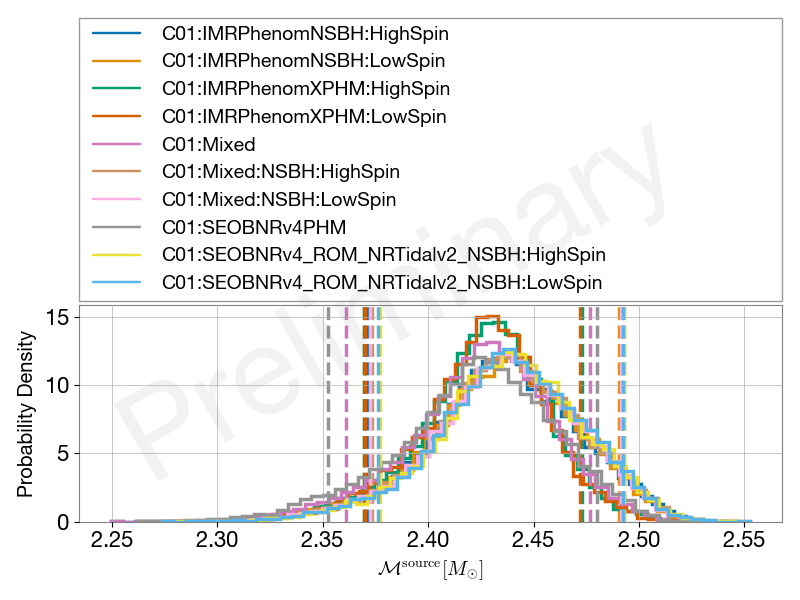 C01:IMRPhenomNSBH:HighSpin
C01:IMRPhenomNSBH:LowSpin
C01:IMRPhenomXPHM:HighSpin
C01:IMRPhenomXPHM:LowSpin
C01:Mixed
C01:Mixed:NSBH:HighSpin
C01:Mixed:NSBH:LowSpin
C01:SEOBNRv4PHM
C01:SEOBNRv4_ROM_NRTidalv2_NSBH:HighSpin
C01:SEOBNRv4_ROM_NRTidalv2_NSBH:LowSpin
Preliminary
Probability Density
15
10
5
0
2.25 2.30 2.35 2.40 2.45 2.50 2.55
ℳ^source [M_⊙]